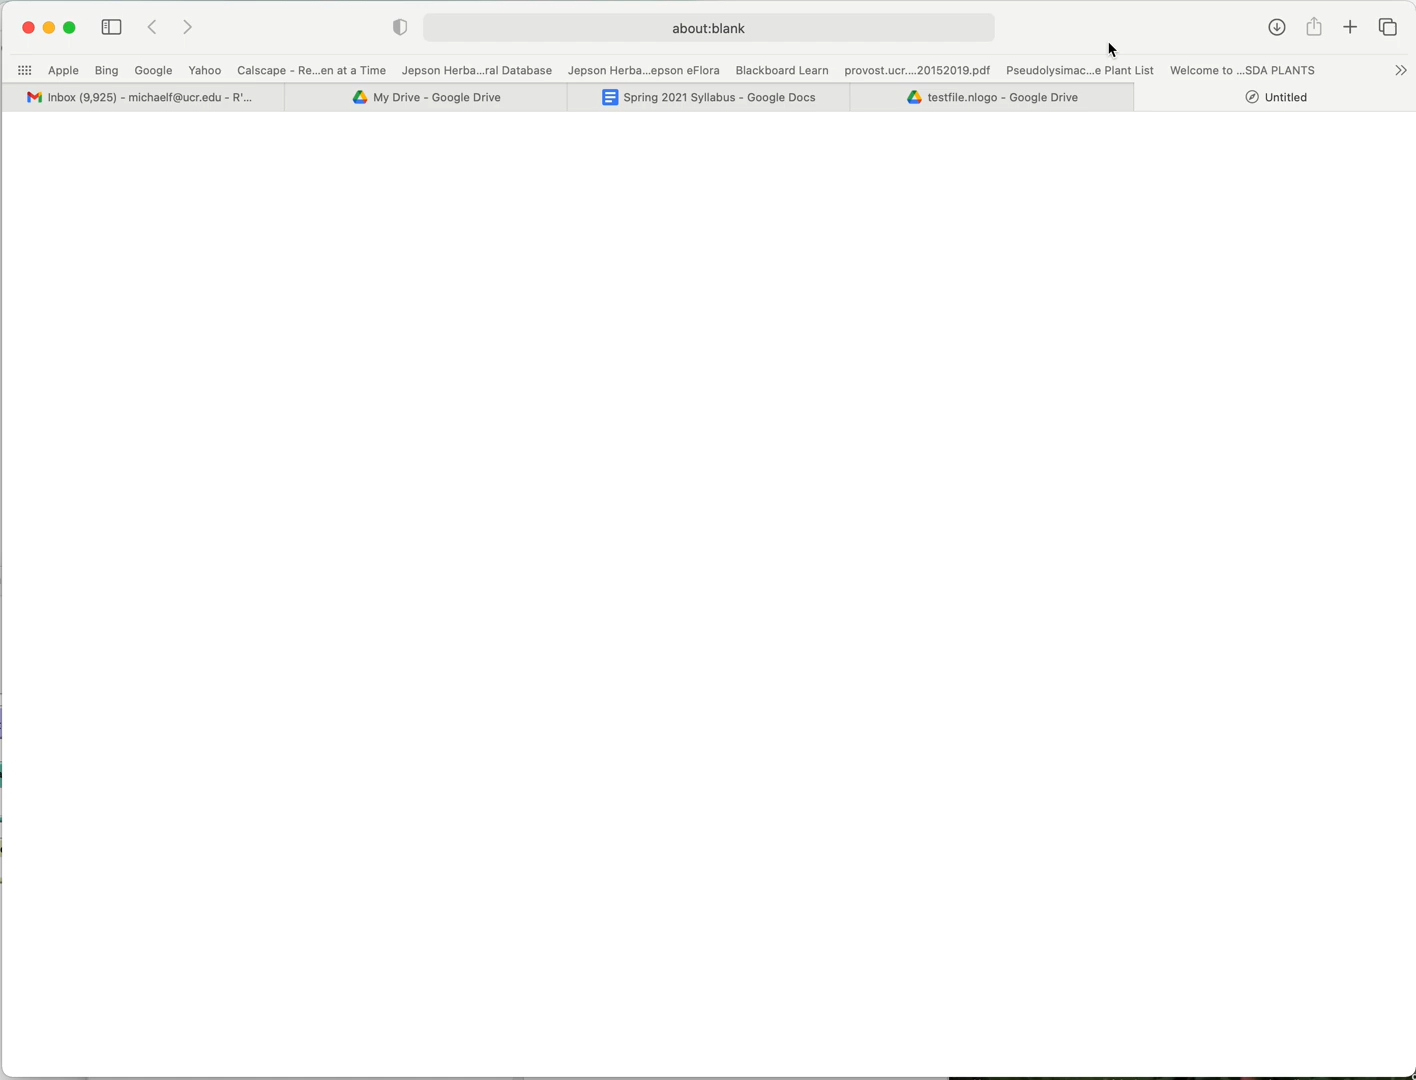 about:blank
Apple Bing Google Yahoo Calscape - Re...en at a Time Jepson Herba...ral Database Jepson Herba...epson eFlora Blackboard Learn provost.ucr....20152019.pdf Pseudolysimac...e Plant List Welcome to ...SDA PLANTS
Inbox (9,925) - michaelf@ucr.edu - R'... My Drive - Google Drive Spring 2021 Syllabus - Google Docs testfile.nlogo - Google Drive Untitled